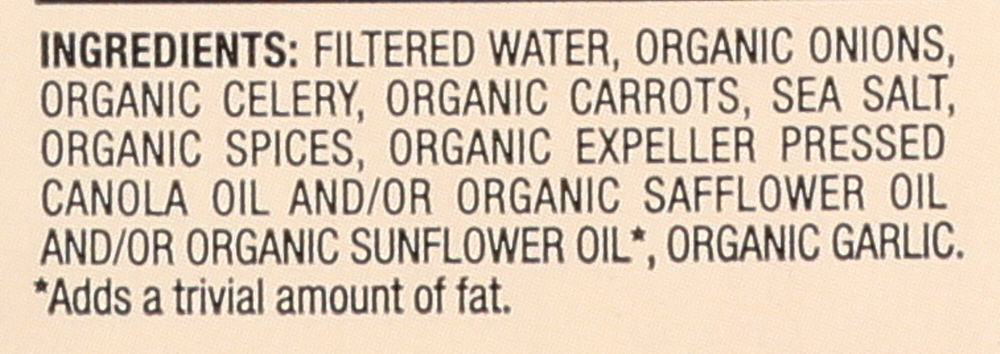 INGREDIENTS: FILTERED WATER, ORGANIC ONIONS,
ORGANIC CELERY, ORGANIC CARROTS, SEA SALT,
ORGANIC SPICES, ORGANIC EXPELLER PRESSED
CANOLA OIL AND/OR ORGANIC SAFFLOWER OIL
AND/OR ORGANIC SUNFLOWER OIL*, ORGANIC GARLIC.
*Adds a trivial amount of fat.